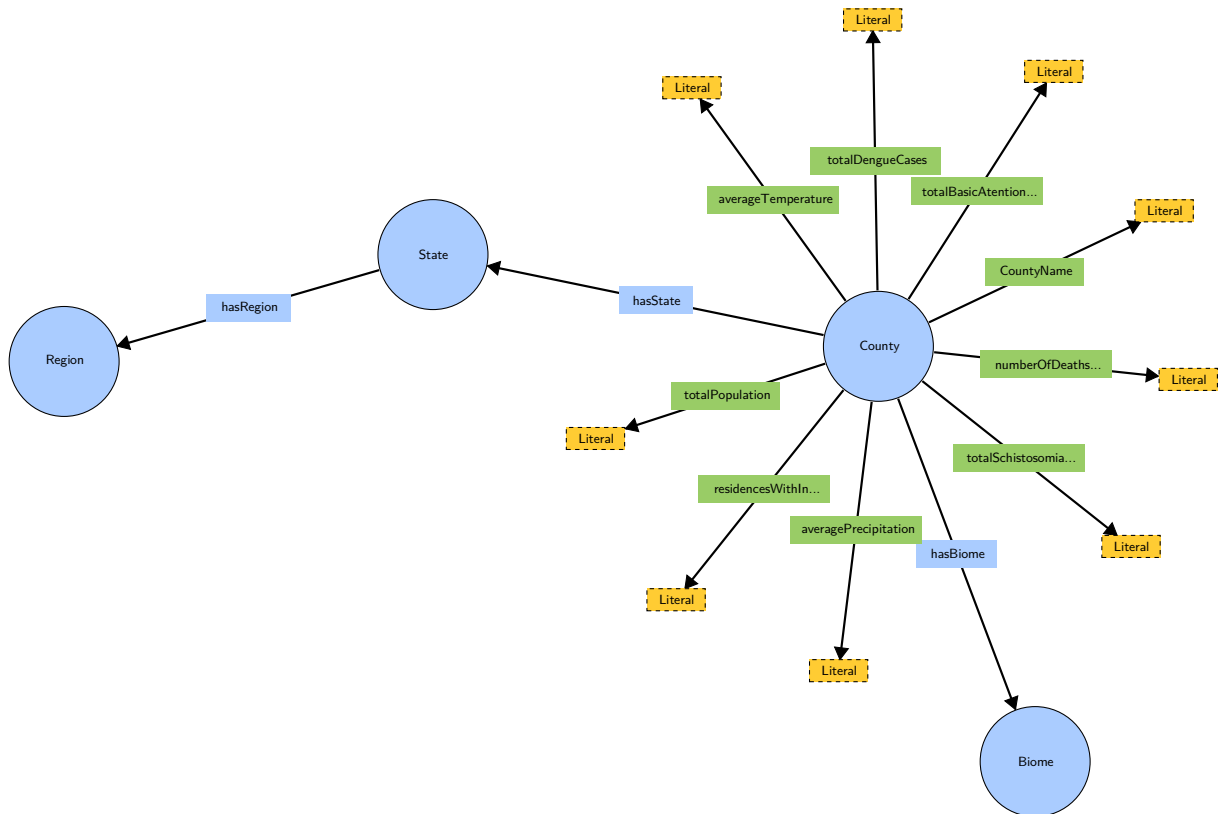 Literal
Literal
Literal
totalDengueCases
totalBasicAtention...
averageTemperature
Literal
State
CountyName
hasState
hasRegion
County
Region
numberOfDeaths...
Literal
totalPopulation
Literal
totalSchistosomia...
residencesWithIn...
averagePrecipitation
Literal
hasBiome
Literal
Literal
Biome